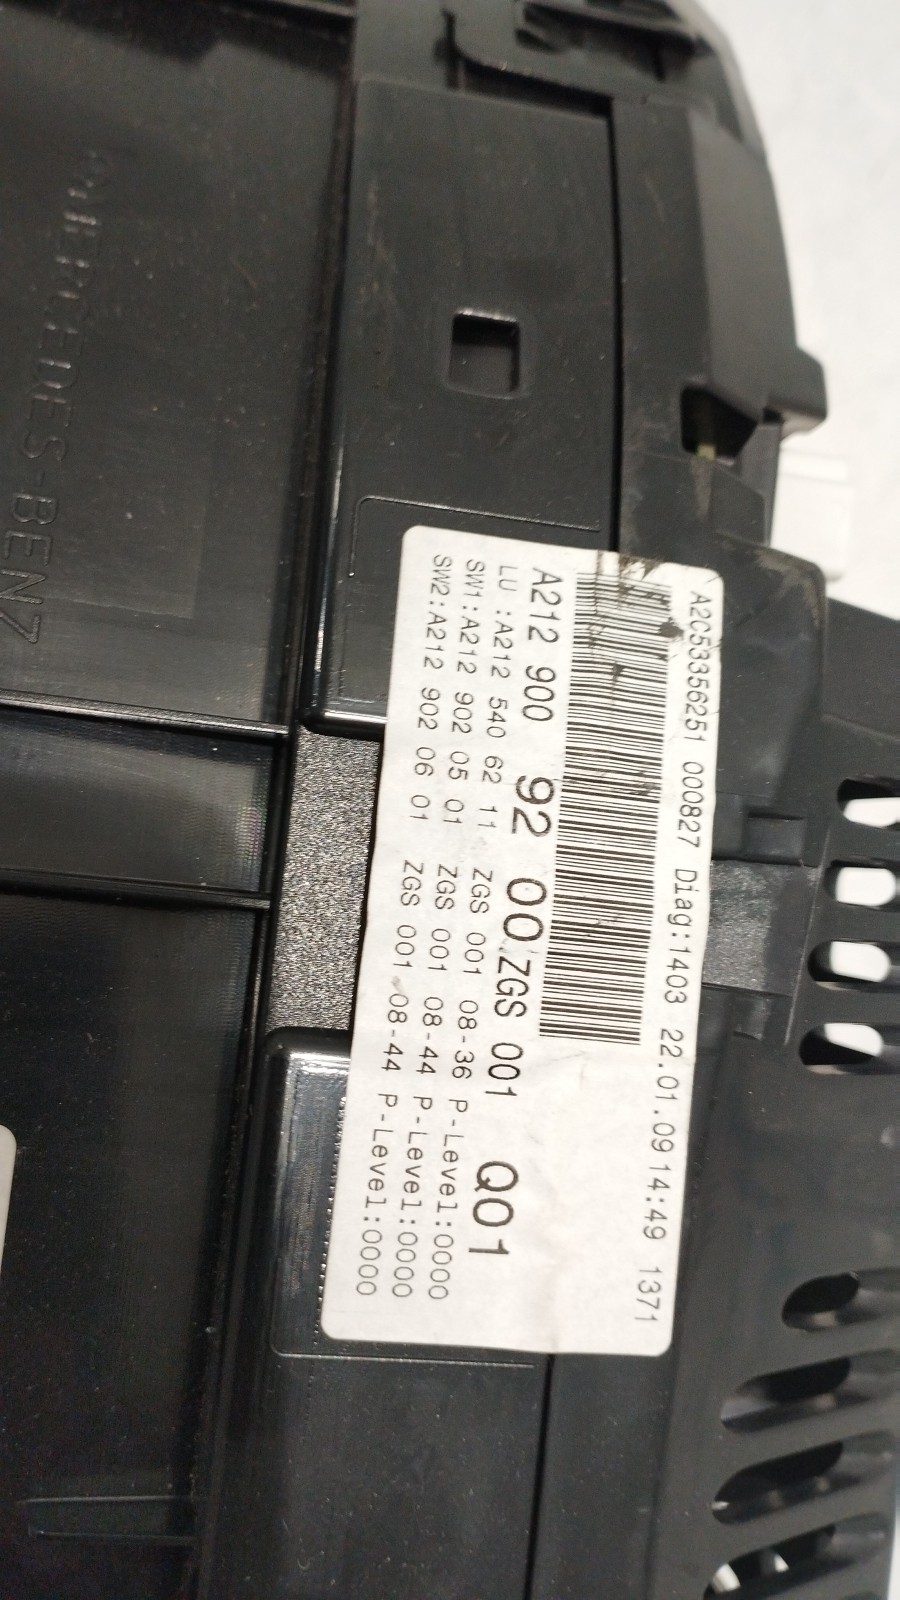 MERCEDES-BENZ
A2053356251 000827 Diag:1403 22.01.09 14:49 1371
A212 900 92 00 ZGS 001 Q01
LU :A212 540 62 11 ZGS 001 08-36 P-Level:0000
SW1:A212 902 05 01 ZGS 001 08-44 P-Level:0000
SW2:A212 902 06 01 ZGS 001 08-44 P-Level:0000